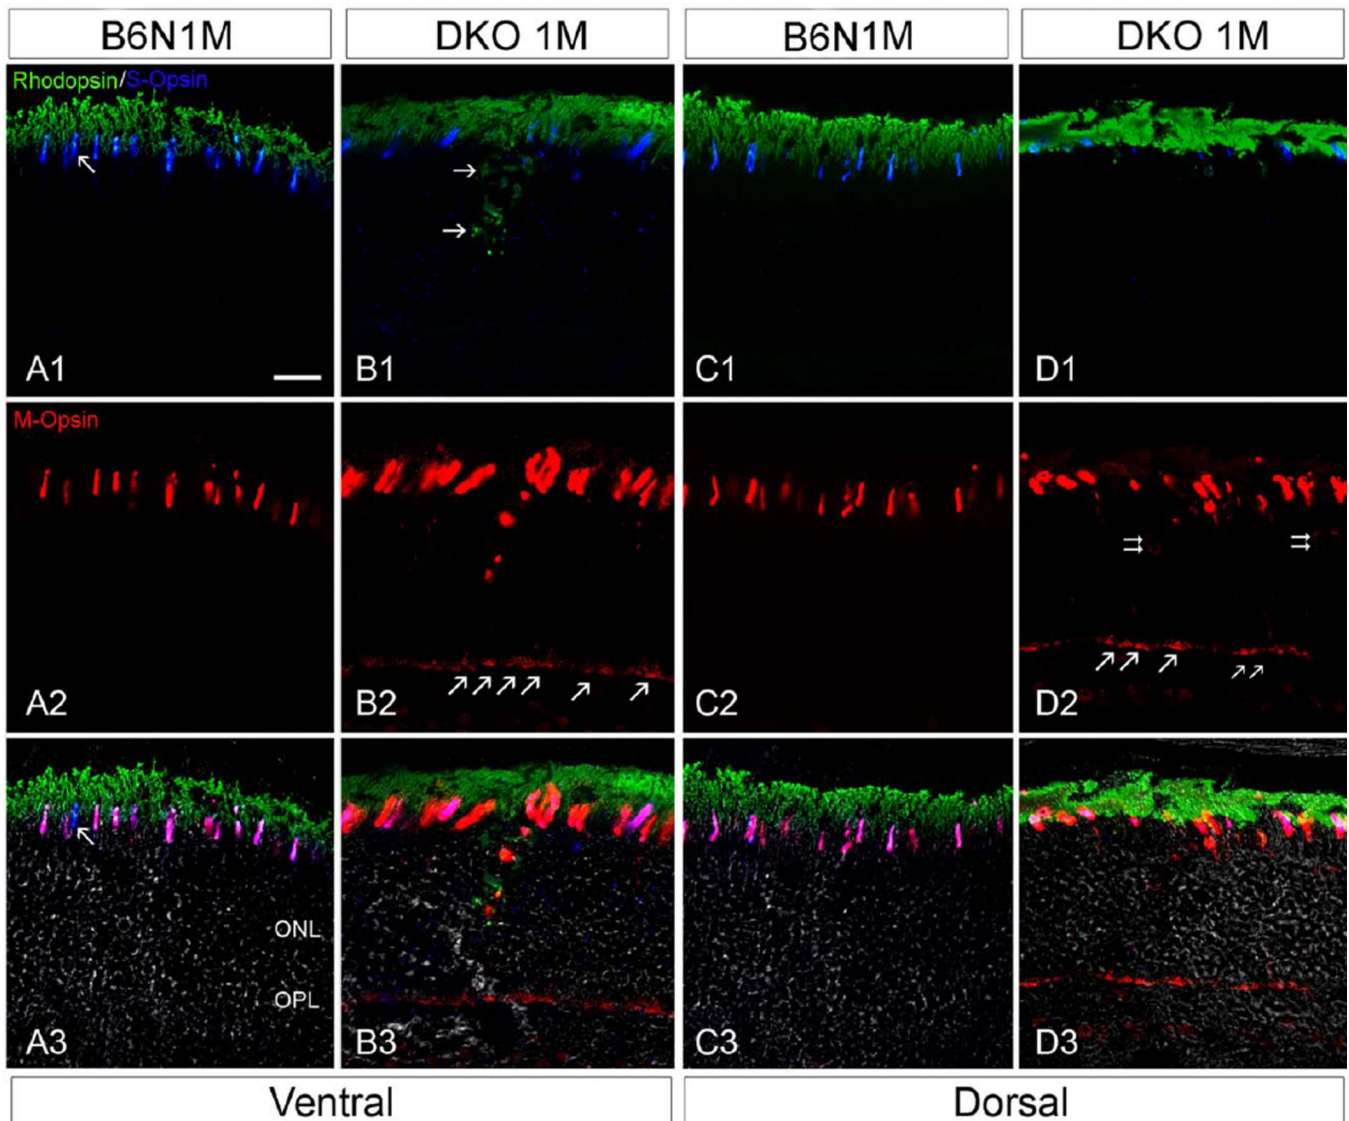 B6N1M
DKO 1M
B6N1M
DKO 1M
Rhodopsin/S-Opsin
A1
B1
C1
D1
M-Opsin
A2
B2
C2
D2
ONL
OPL
A3
B3
C3
D3
Ventral
Dorsal